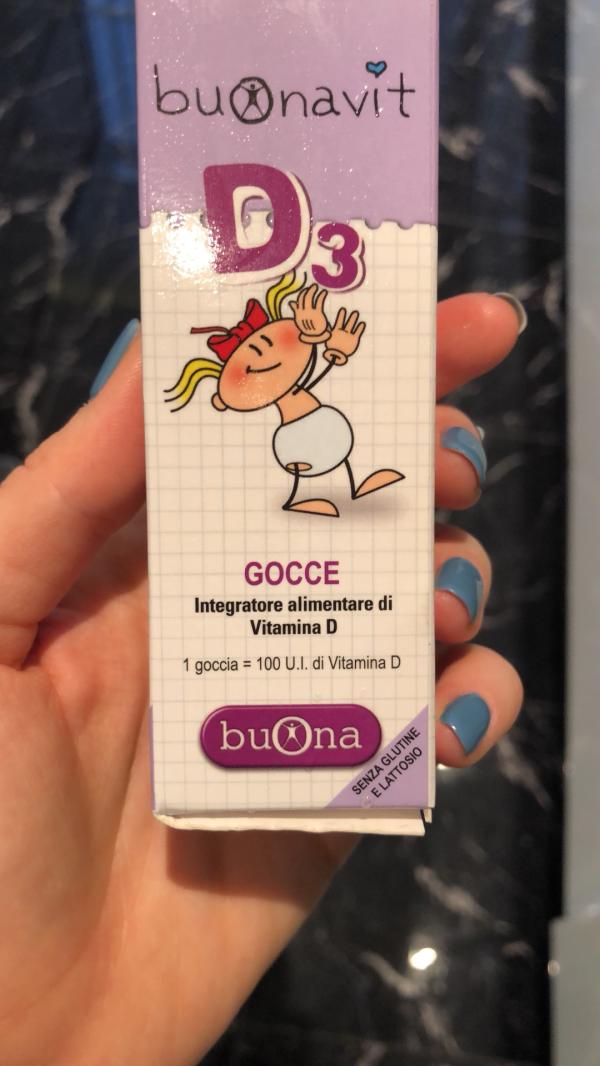 buonavit
D3
GOCCE
Integratore alimentare di
Vitamina D
1 goccia = 100 U.I. di Vitamina D
buona
SENZA GLUTINE
E LATTOSIO